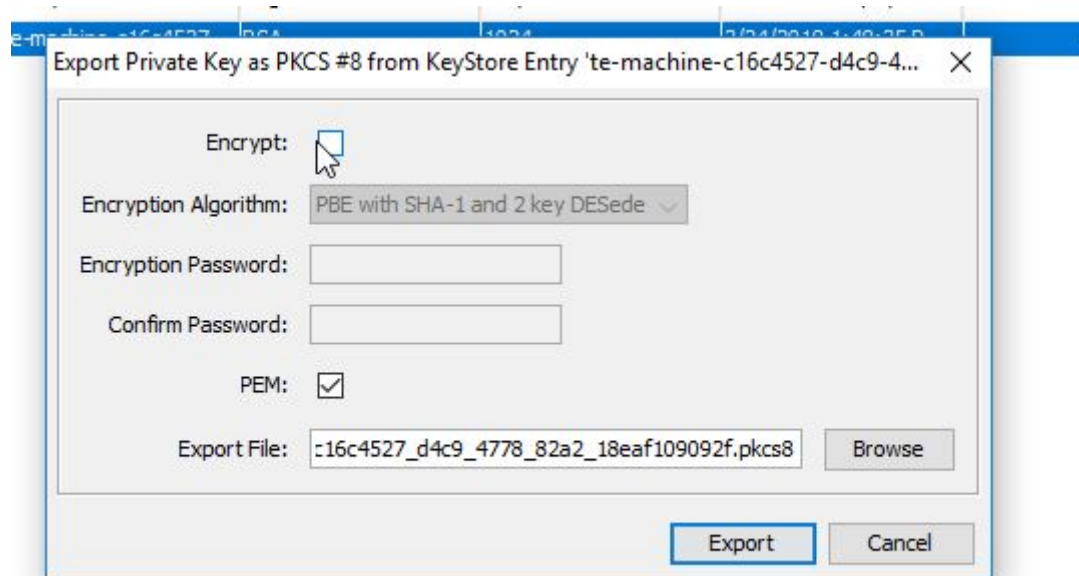 Export Private Key as PKCS #8 from KeyStore Entry 'te-machine-c16c4527-d4c9-4...
Encrypt:
Encryption Algorithm: PBE with SHA-1 and 2 key DESede
Encryption Password:
Confirm Password:
PEM:
Export File: c16c4527_d4c9_4778_82a2_18eaf109092f.pkcs8 Browse
Export Cancel